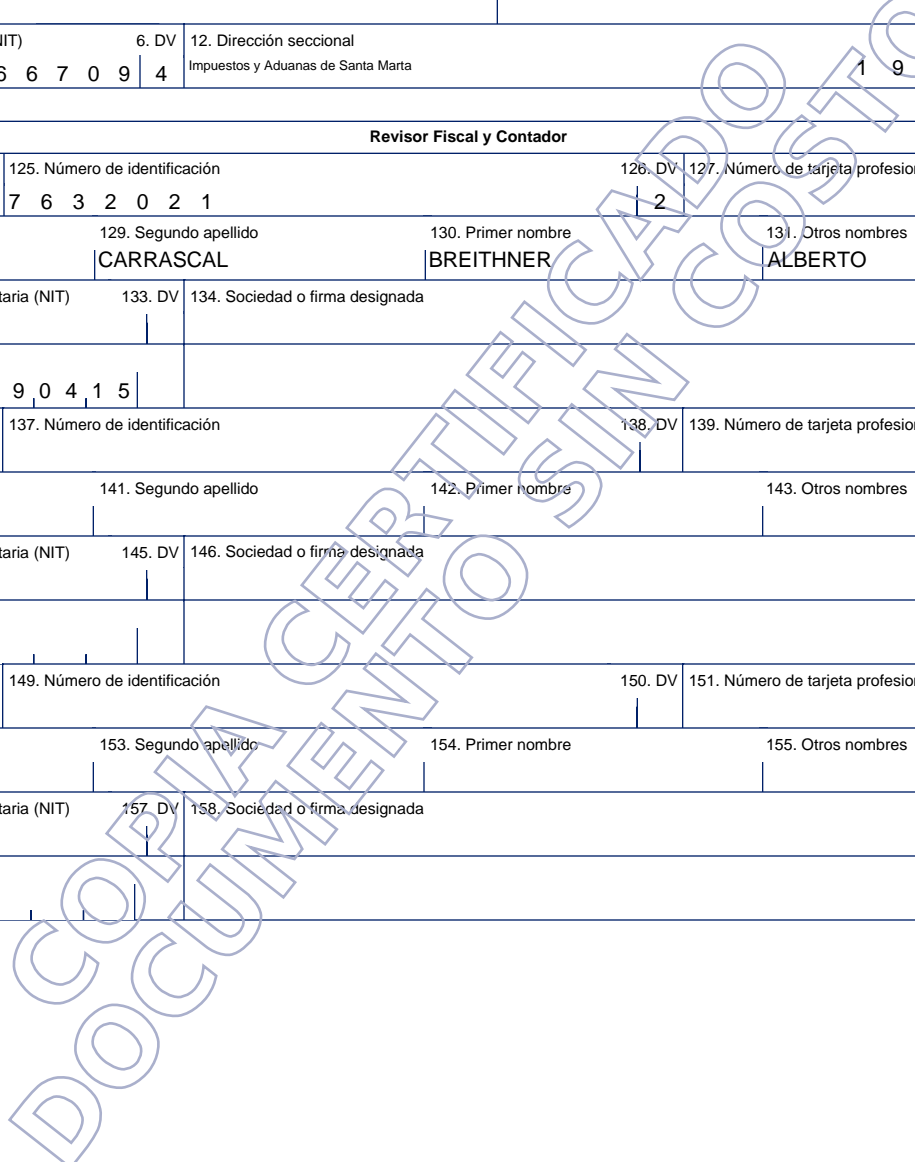 NIT) 6. DV 12. Dirección seccional
6 6 7 0 9 4 Impuestos y Aduanas de Santa Marta 1 9
Revisor Fiscal y Contador
125. Número de identificación 126. DV 127. Número de tarjeta profesion
7 6 3 2 0 2 1 2
129. Segundo apellido 130. Primer nombre 131. Otros nombres
CARRASCAL BREITHNER ALBERTO
taria (NIT) 133. DV 134. Sociedad o firma designada
9 0 4 1 5
137. Número de identificación 138. DV 139. Número de tarjeta profesion
141. Segundo apellido 142. Primer nombre 143. Otros nombres
taria (NIT) 145. DV 146. Sociedad o firma designada
149. Número de identificación 150. DV 151. Número de tarjeta profesion
153. Segundo apellido 154. Primer nombre 155. Otros nombres
taria (NIT) 157. DV 158. Sociedad o firma designada
COPIA CERTIFICADO
DOCUMENTO SIN COSTO